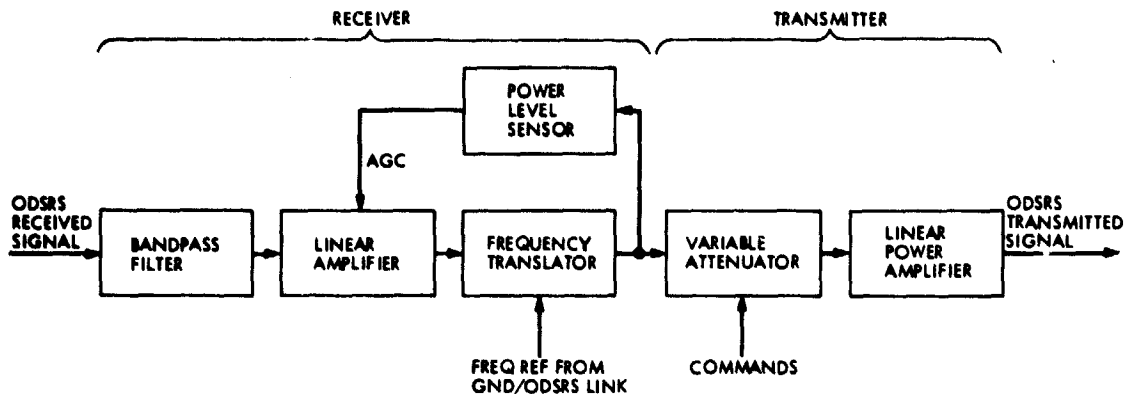 RECEIVER
TRANSMITTER
POWER
LEVEL
SENSOR
AGC
ODSRS
RECEIVED
SIGNAL
BANDPASS
FILTER
LINEAR
AMPLIFIER
FREQUENCY
TRANSLATOR
VARIABLE
ATTENUATOR
LINEAR
POWER
AMPLIFIER
ODSRS
TRANSMITTED
SIGNAL
FREQ REF FROM
GND/ODSRS LINK
COMMANDS